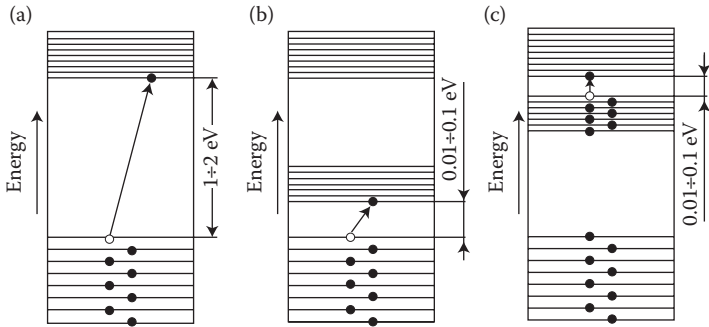 (a)
Energy
1÷2 eV
(b)
Energy
0.01÷0.1 eV
(c)
Energy
0.01÷0.1 eV